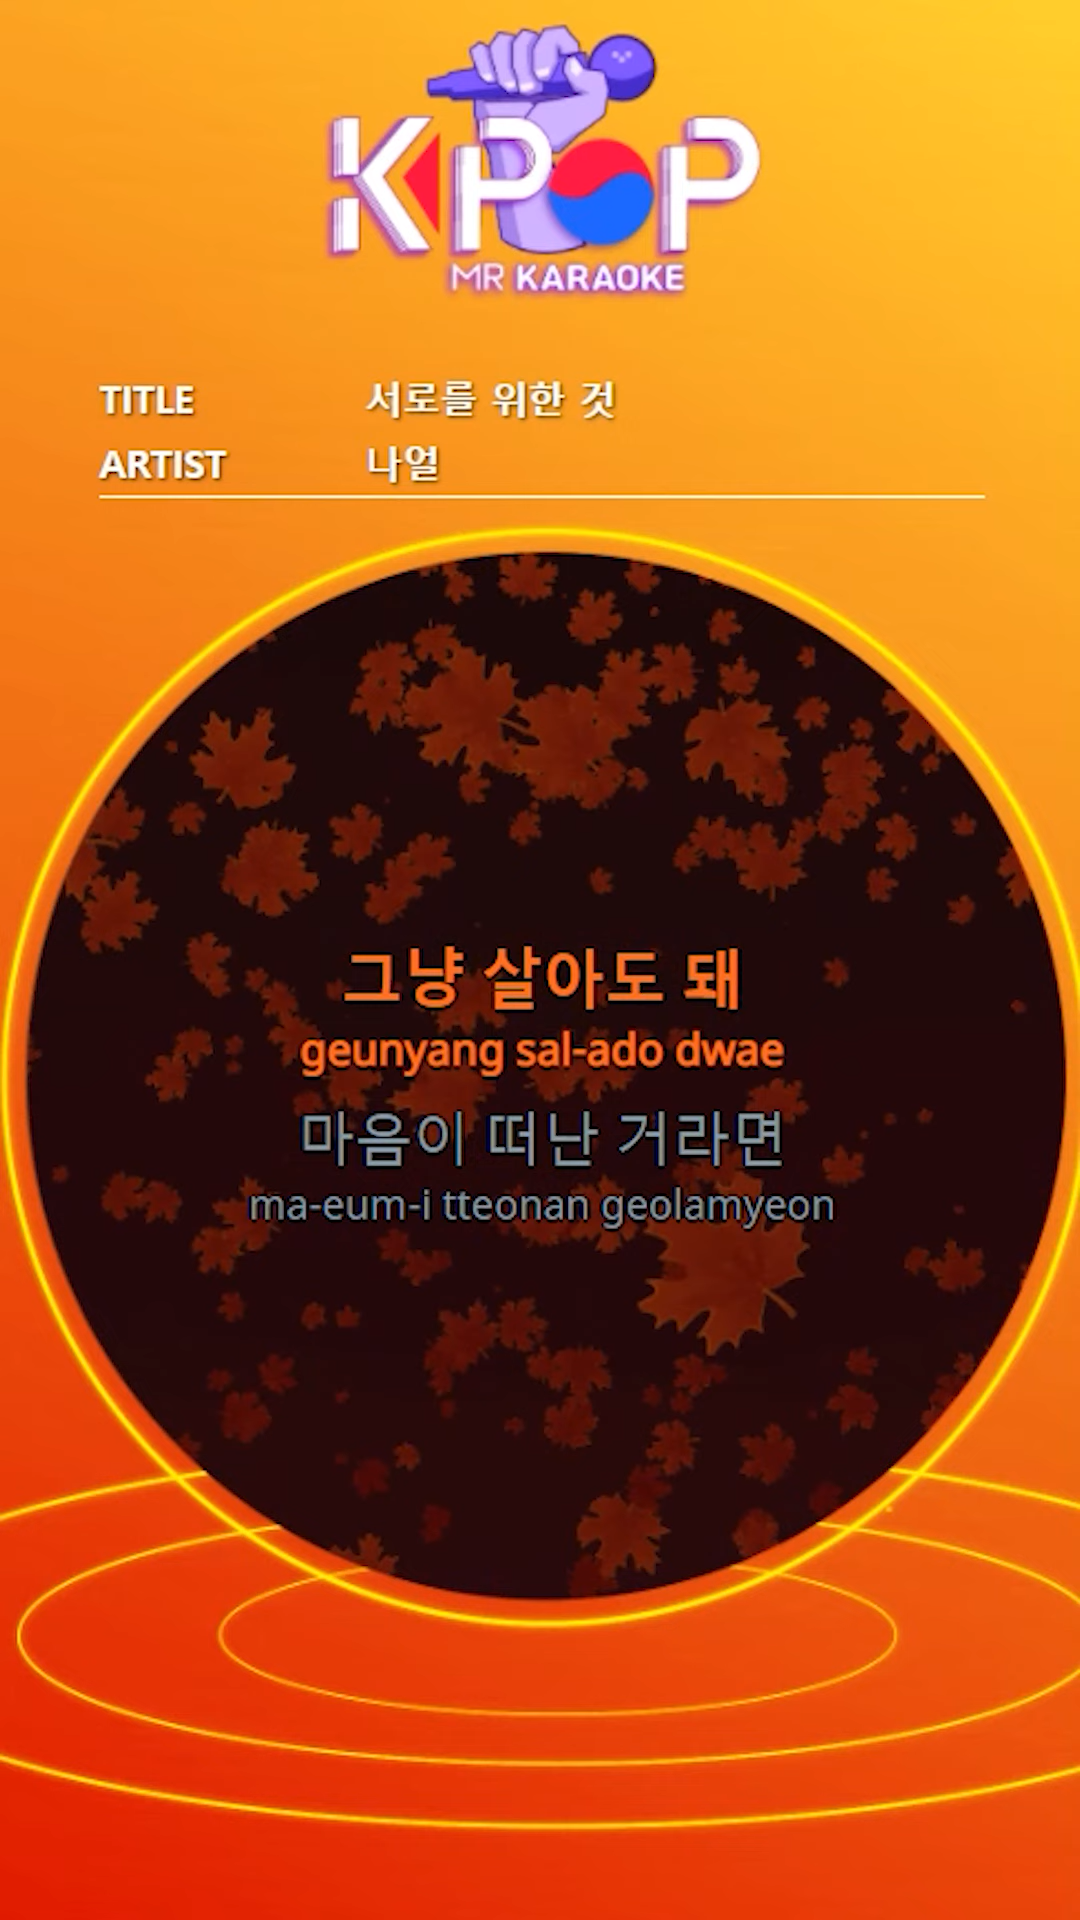 KPOP
MR KARAOKE
TITLE 서로를 위한 것
ARTIST 나얼
그냥 살아도 돼
geunyang sal-ado dwae
마음이 떠난 거라면
ma-eum-i tteonan geolamyeon